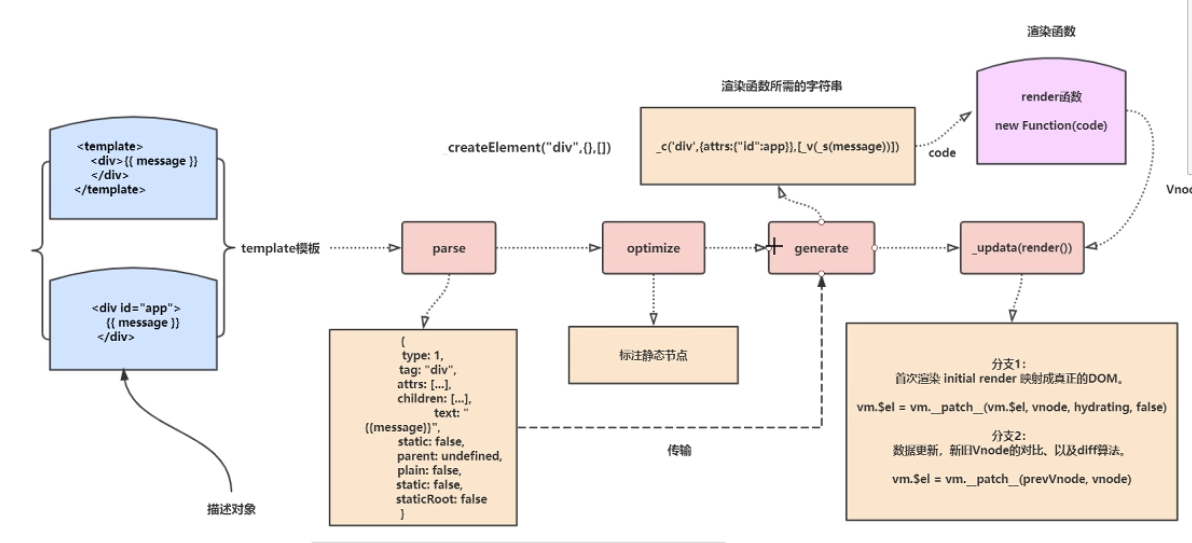 渲染函数
渲染函数所需的字符串
render函数
new Function(code)
_createElement("div",{},[])
_c('div',{attrs:{"id":app}},[_v(_s(message))])
code
<template>
<div>{{ message }}
</div>
</template>
template模板
parse
optimize
generate
_updata(render())
<div id="app">
{{ message }}
</div>
描述对象
{
type: 1,
tag: "div",
attrs: [...],
children: [...],
text: "
{{message}}",
static: false,
parent: undefined,
plain: false,
static: false,
staticRoot: false
}
标注静态节点
传输
分支1:
首次渲染 initial render 映射成真正的DOM。
vm.$el = vm.__patch__(vm.$el, vnode, hydrating, false)
分支2:
数据更新，新旧Vnode的对比、以及diff算法。
vm.$el = vm.__patch__(prevVnode, vnode)